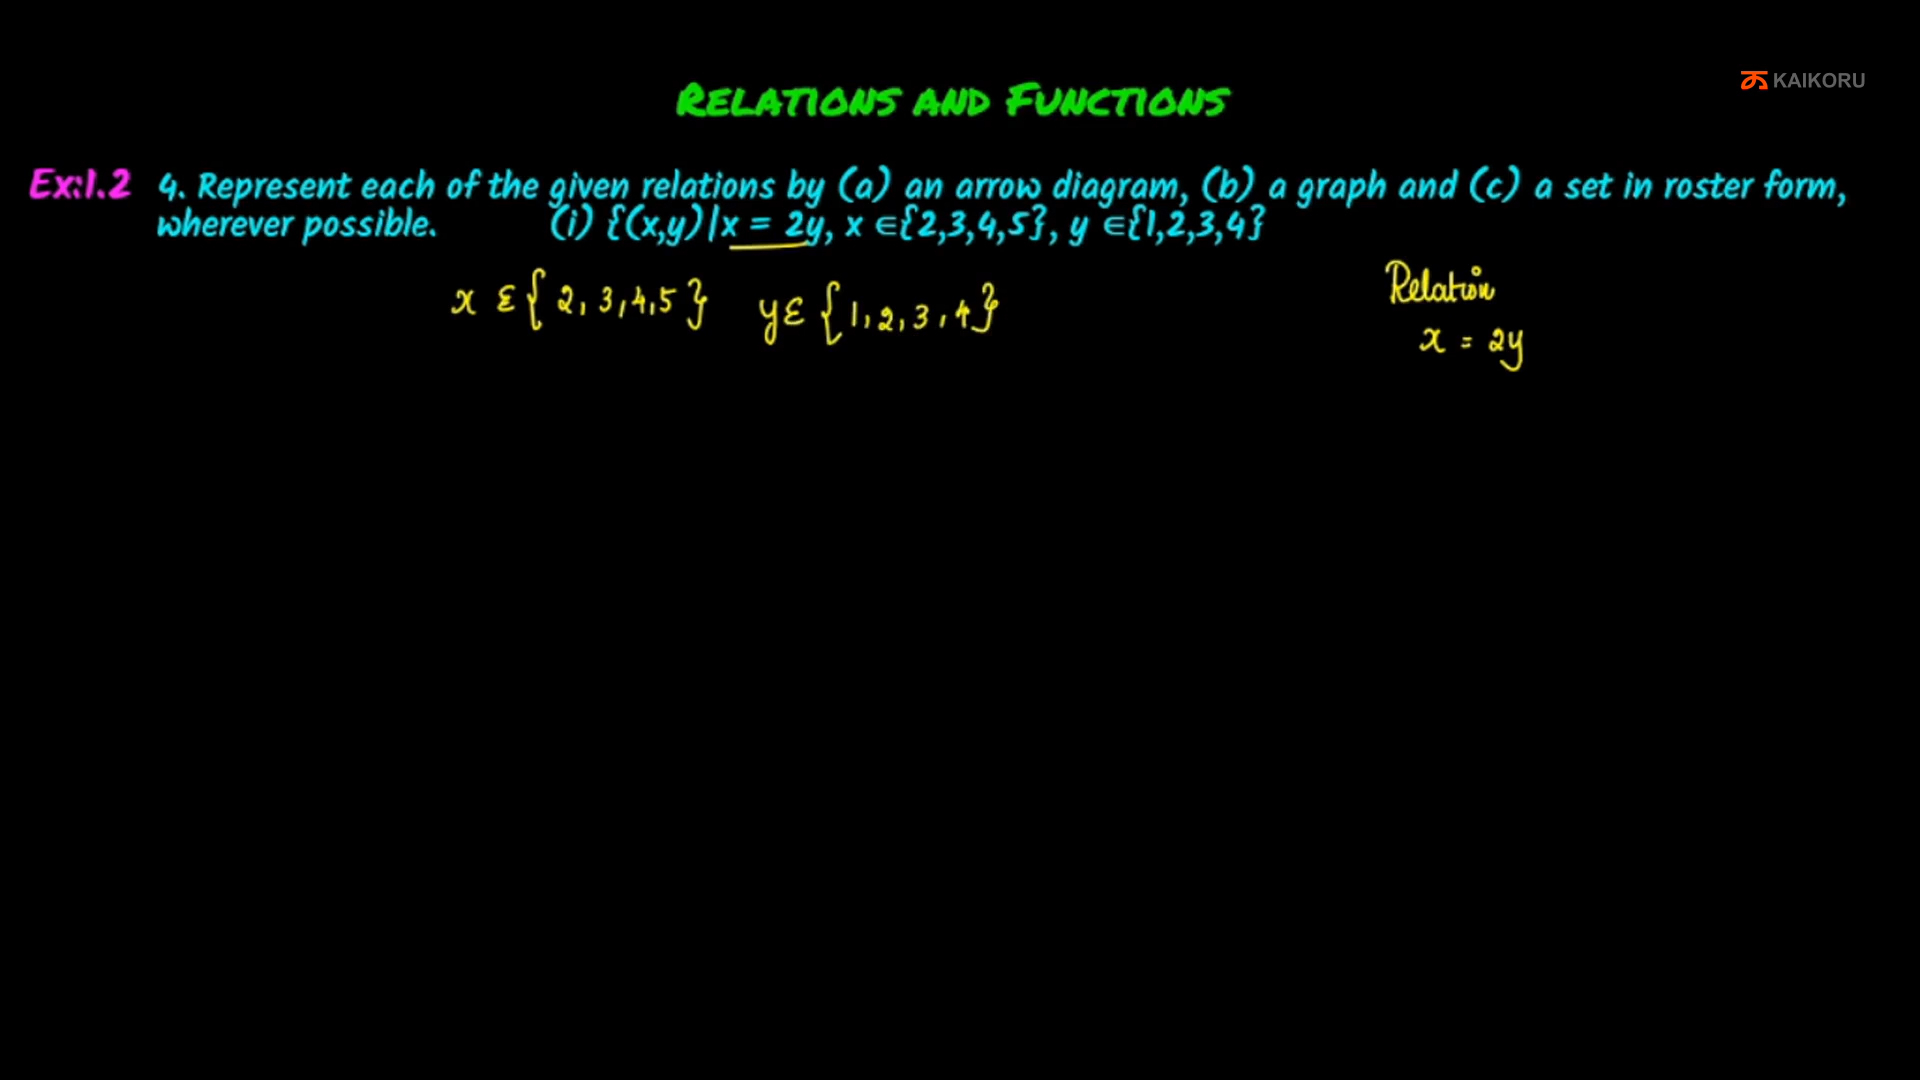 KAIKORU
RELATIONS AND FUNCTIONS
Ex:1.2 4. Represent each of the given relations by (a) an arrow diagram, (b) a graph and (c) a set in roster form,
wherever possible. (i) {(x,y)|x = 2y, x ∈{2,3,4,5}, y ∈{1,2,3,4}
x ε { 2, 3, 4, 5 } y ε { 1, 2, 3, 4 } Relation
x = 2y